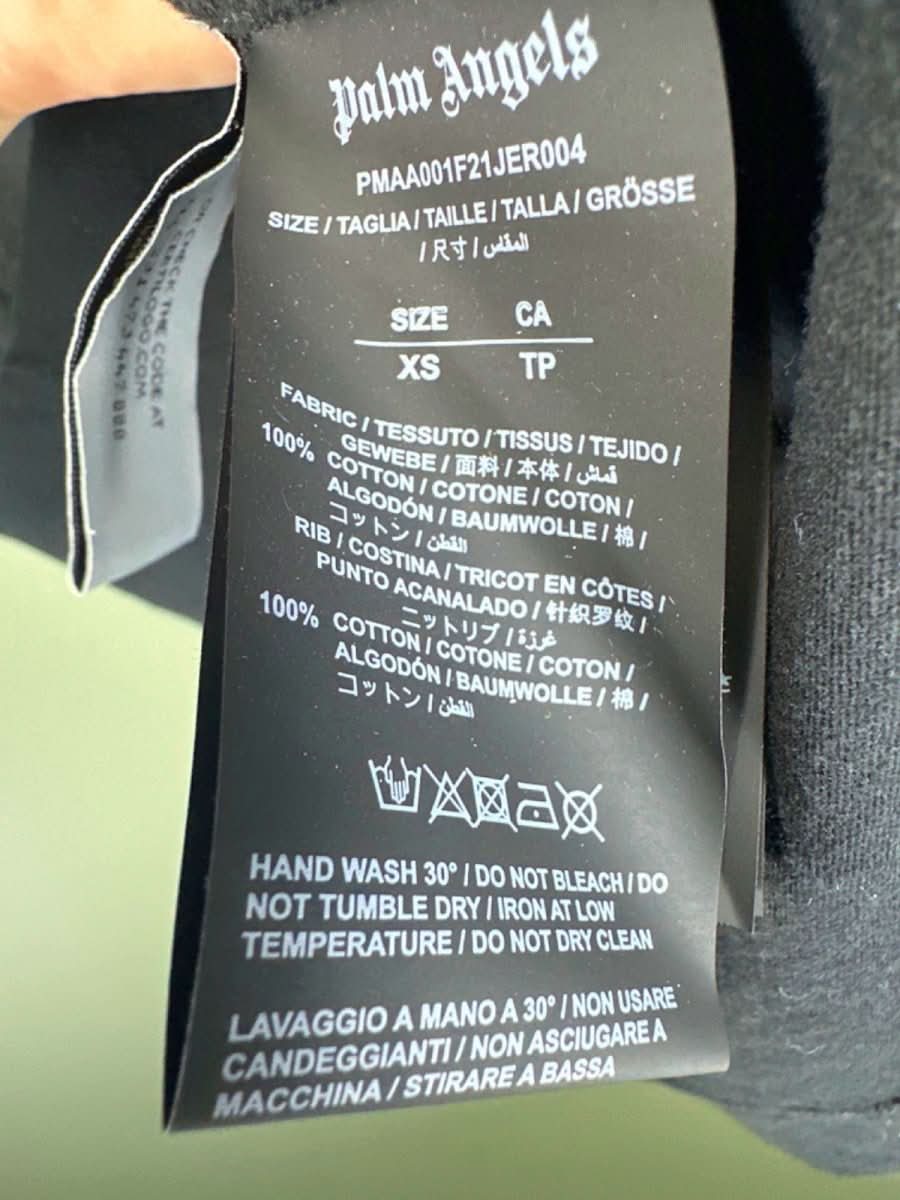 Palm Angels
PMAA001F21JER004
SIZE / TAGLIA / TAILLE / TALLA / GRÖSSE
/ 尺寸 / المقاس
SIZE CA
XS TP
FABRIC / TESSUTO / TISSUS / TEJIDO /
GEWEBE / 面料 / 本体 / قماش
100% COTTON / COTONE / COTON /
ALGODÓN / BAUMWOLLE / 棉 /
コットン / القطن
RIB / COSTINA / TRICOT EN CÔTES /
PUNTO ACANALADO / 针织罗纹 /
ニットリブ / غرزة
100% COTTON / COTONE / COTON /
ALGODÓN / BAUMWOLLE / 棉 /
コットン / القطن
HAND WASH 30° / DO NOT BLEACH / DO
NOT TUMBLE DRY / IRON AT LOW
TEMPERATURE / DO NOT DRY CLEAN
LAVAGGIO A MANO A 30° / NON USARE
CANDEGGIANTI / NON ASCIUGARE A
MACCHINA / STIRARE A BASSA
CHECK THE CODE AT